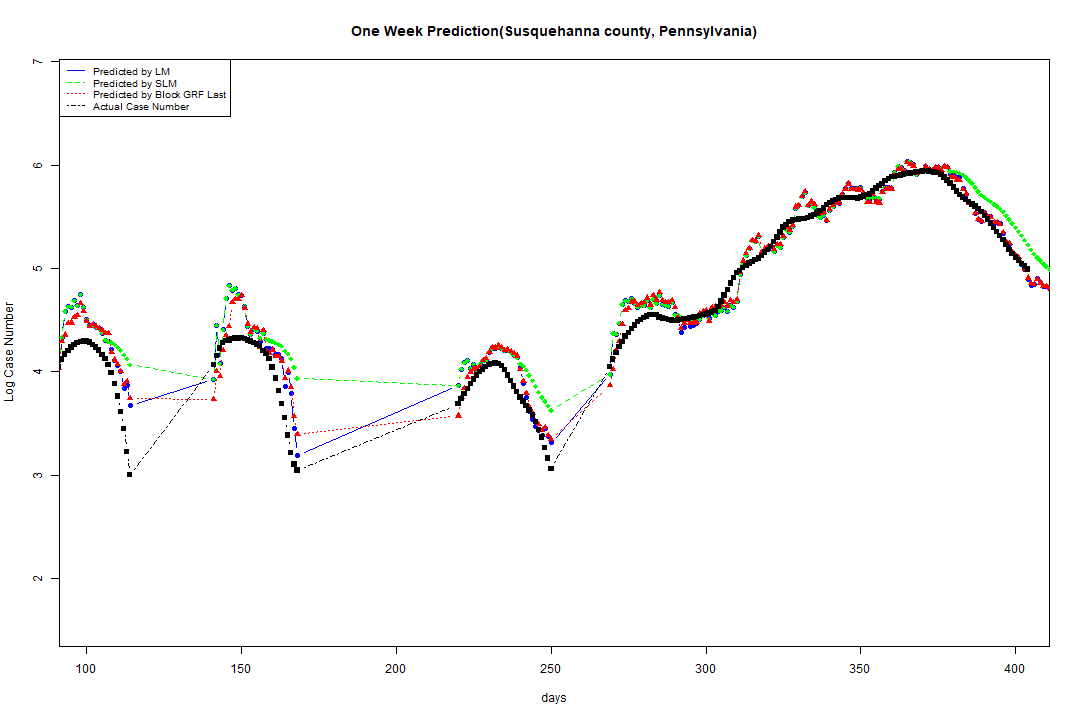 One Week Prediction(Susquehanna county, Pennsylvania)
Predicted by LM
Predicted by SLM
Predicted by Block GRF Last
Actual Case Number
Log Case Number
7
6
5
4
3
2
100 150 200 250 300 350 400
days